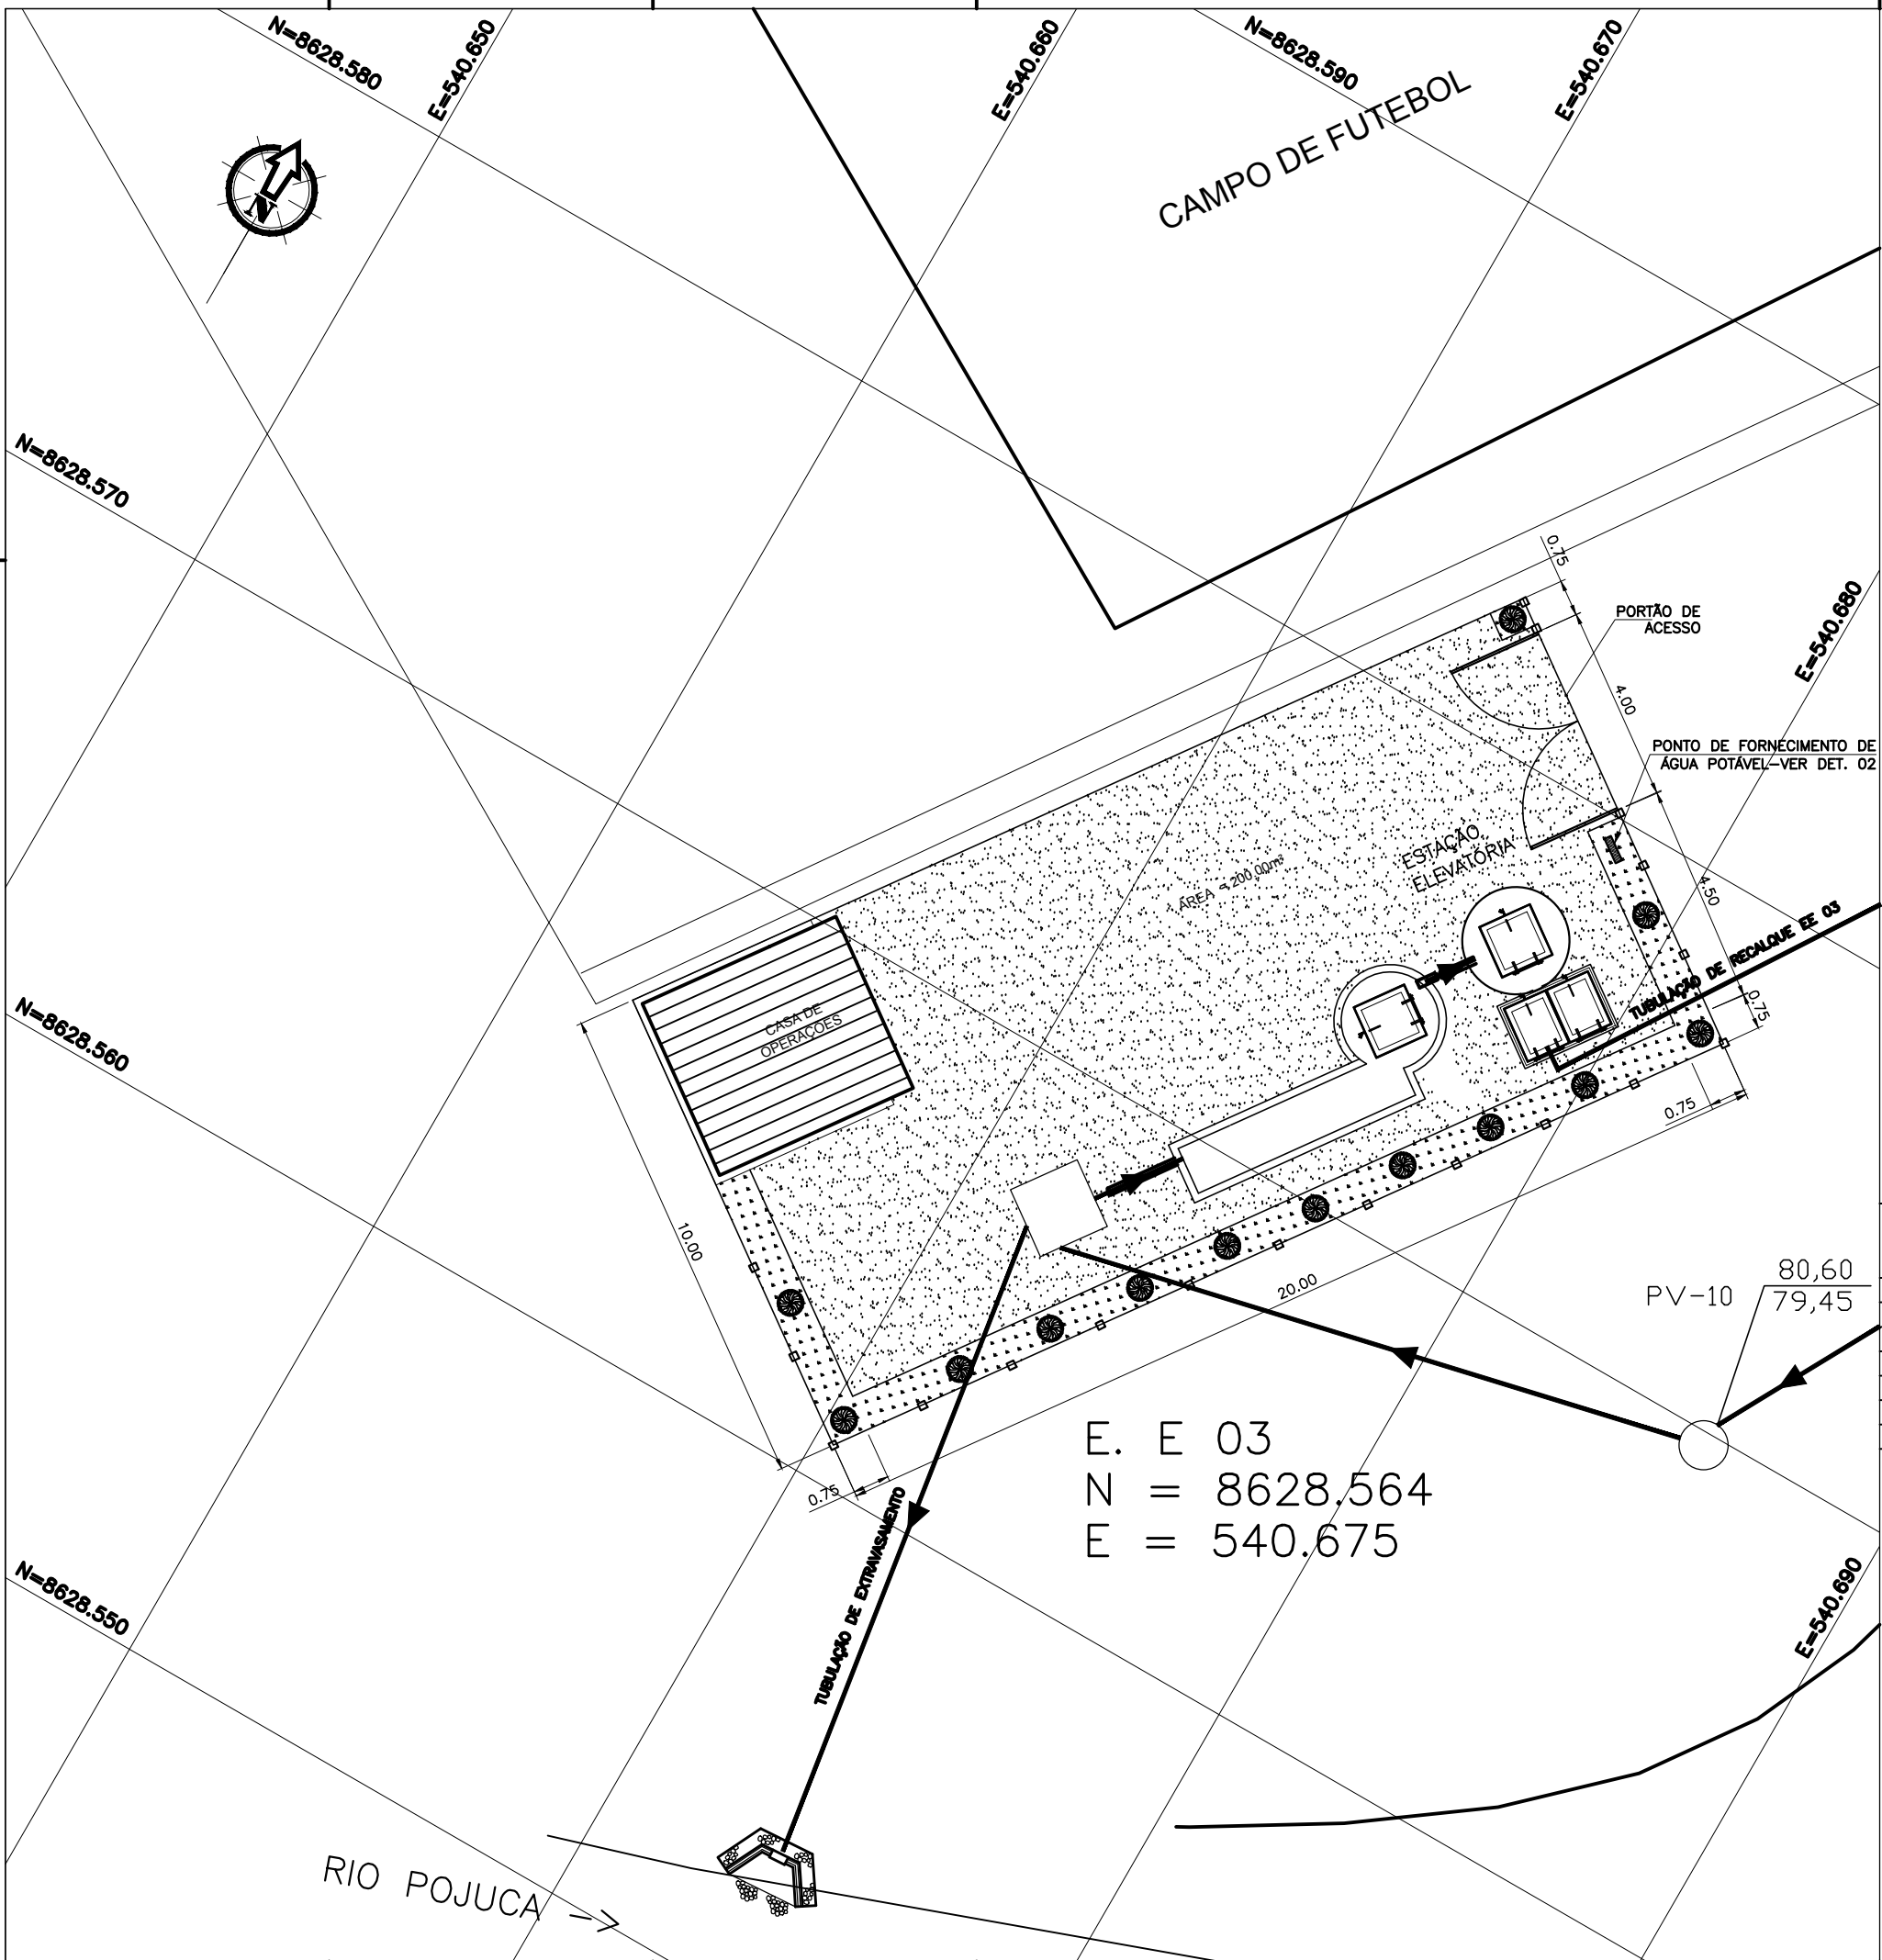 N=8628.580
E=540.650
E=540.660
N=8628.590
E=540.670
CAMPO DE FUTEBOL
N
N=8628.570
0.75
PORTÃO DE
ACESSO
E=540.680
4.00
PONTO DE FORNECIMENTO DE
ÁGUA POTÁVEL-VER DET. 02
ESTAÇÃO
ELEVATÓRIA
ÁREA = 200,00m²
4.50
TUBULAÇÃO DE RECALQUE EE 03
0.75
CASA DE
OPERAÇÕES
N=8628.560
0.75
10.00
20.00
80,60
PV-10
79,45
E. E 03
N = 8628.564
E = 540.675
0.75
TUBULAÇÃO DE EXTRAVASAMENTO
N=8628.550
E=540.690
RIO POJUCA ->